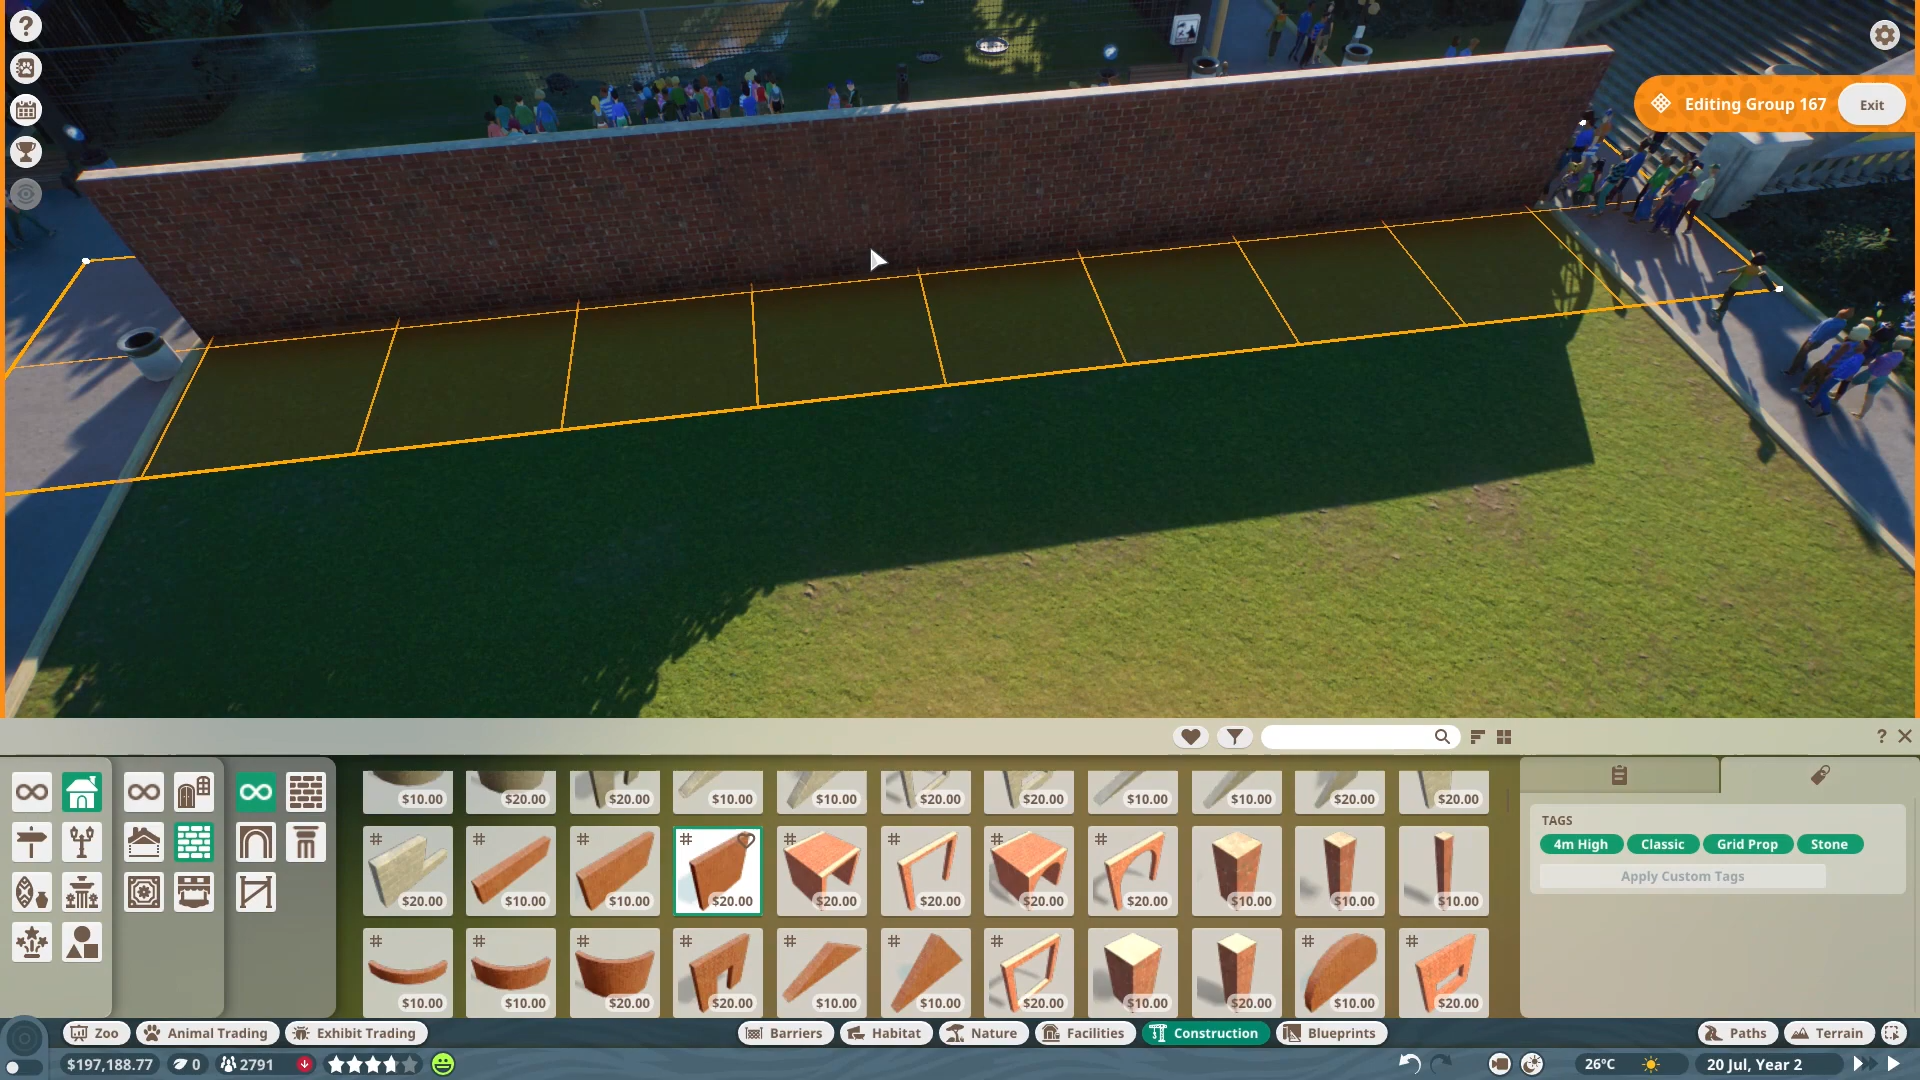 ?
Editing Group 167
Exit
?
$10.00 $20.00 $20.00 $10.00 $10.00 $20.00 $20.00 $10.00 $10.00 $20.00 $20.00
# $20.00 # $10.00 # $10.00 # $20.00 # $20.00 # $20.00 # $20.00 # $20.00 $10.00 $10.00 $10.00
# $10.00 # $10.00 # $20.00 # $20.00 # $10.00 # $10.00 # $20.00 $10.00 $20.00 # $10.00 # $20.00
TAGS
4m High Classic Grid Prop Stone
Apply Custom Tags
Zoo Animal Trading Exhibit Trading Barriers Habitat Nature Facilities Construction Blueprints Paths Terrain
$197,188.77 0 2791 26°C 20 Jul, Year 2